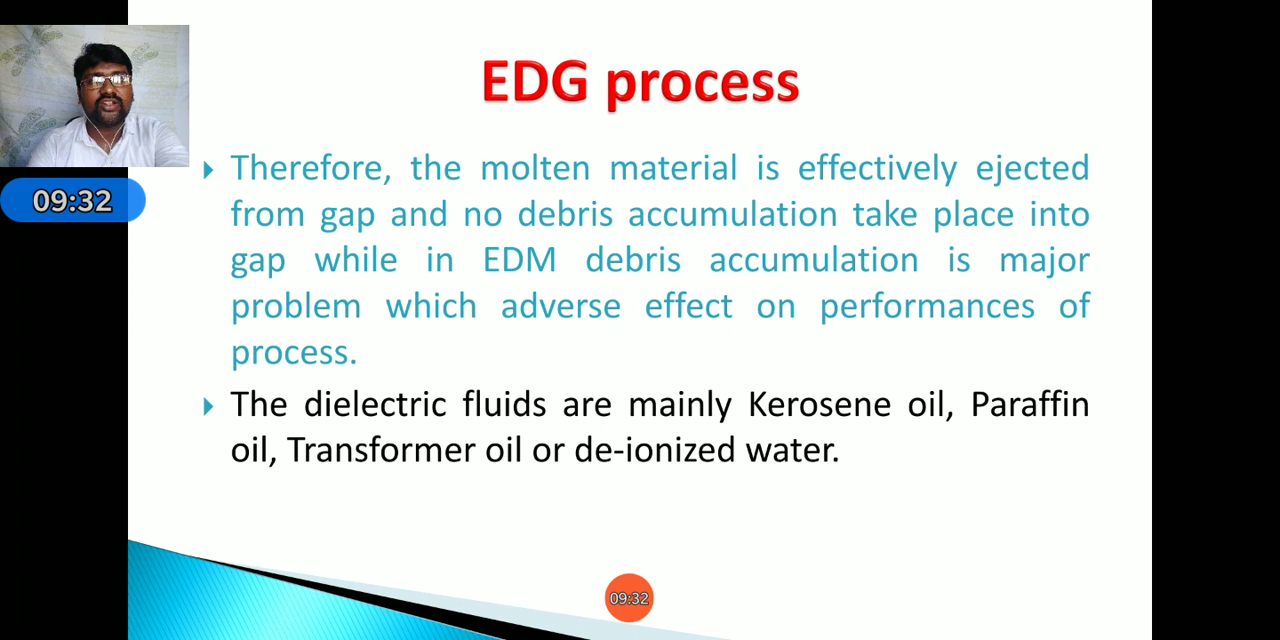 EDG process
09:32
Therefore, the molten material is effectively ejected
from gap and no debris accumulation take place into
gap while in EDM debris accumulation is major
problem which adverse effect on performances of
process.
The dielectric fluids are mainly Kerosene oil, Paraffin
oil, Transformer oil or de-ionized water.
09:32